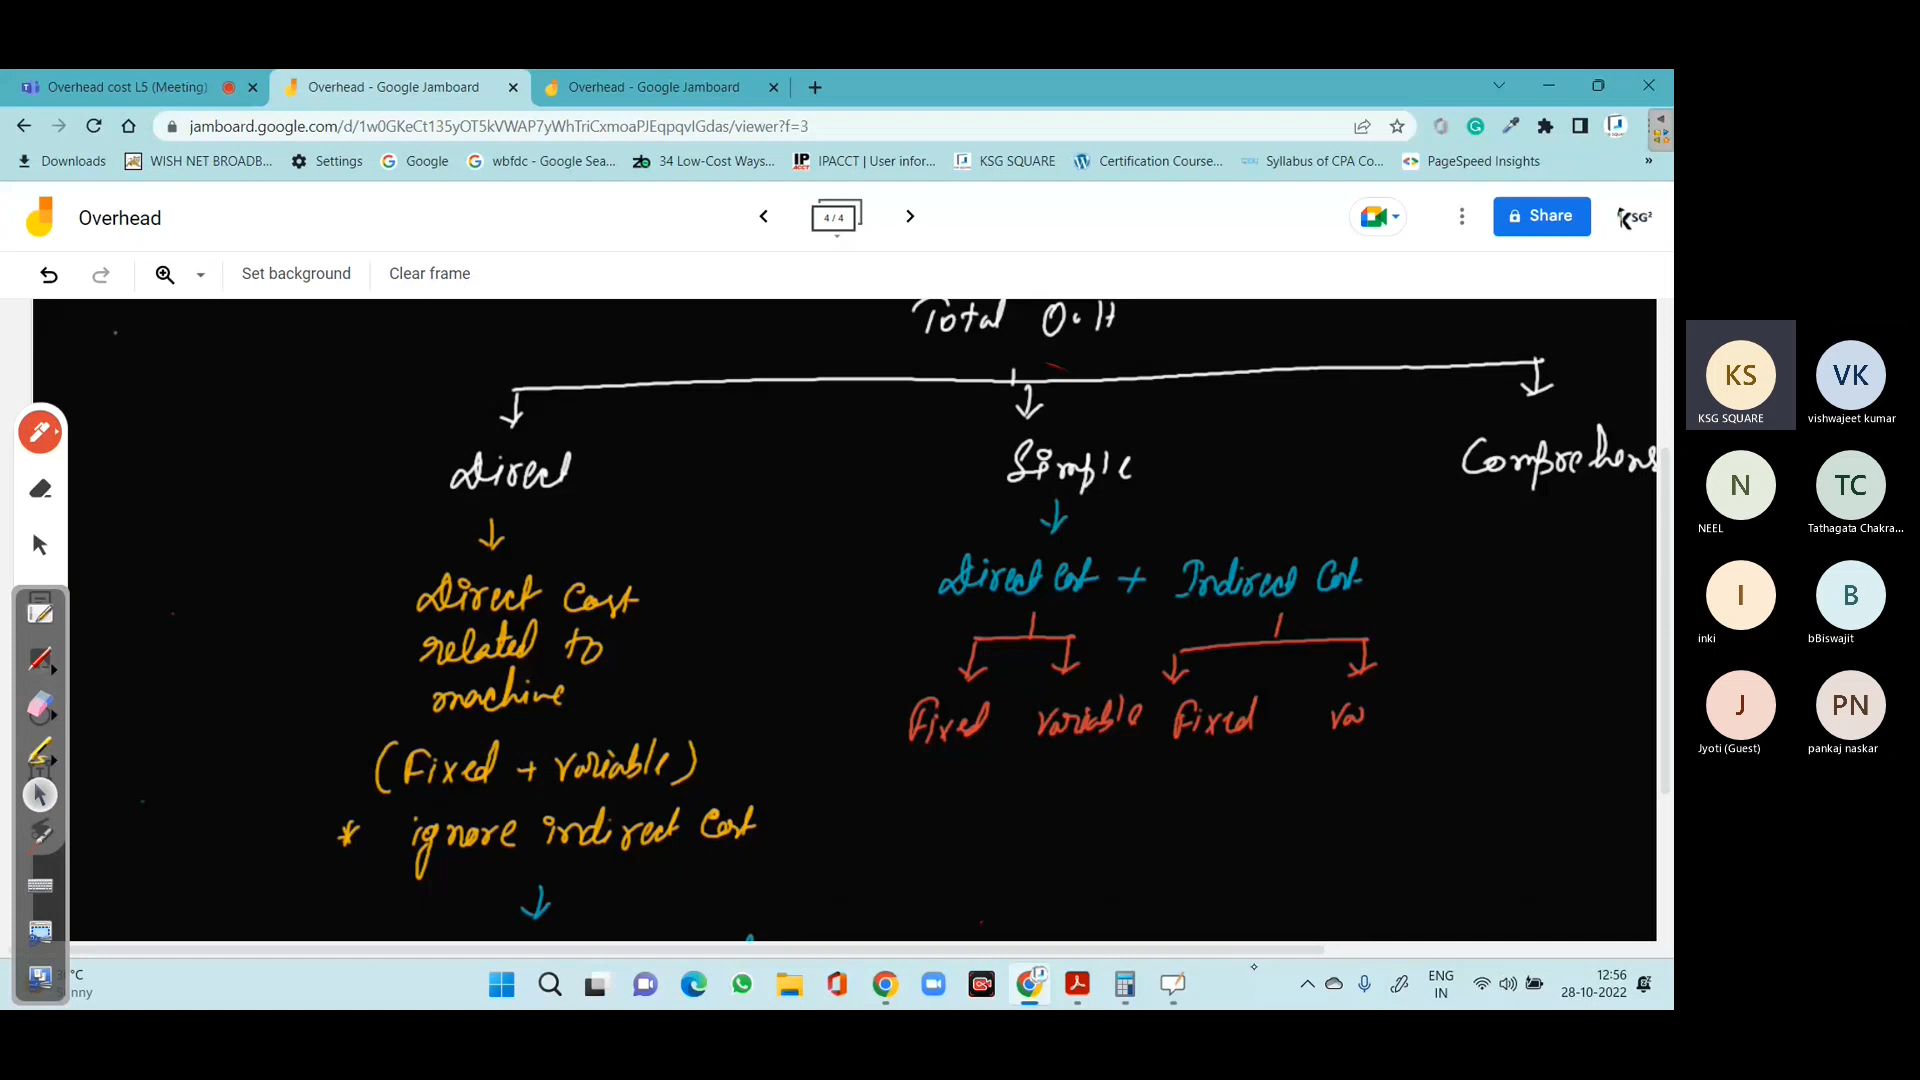 Overhead cost L5 (Meeting)
Overhead - Google Jamboard
Overhead - Google Jamboard
jamboard.google.com/d/1w0GKeCt135yOT5kVWAP7yWhTriCxmoaPJEqpqvIGdas/viewer?f=3
Downloads
WISH NET BROADB...
Settings
Google
wbfdc - Google Sea...
34 Low-Cost Ways...
IPACCT | User infor...
KSG SQUARE
Certification Course...
Syllabus of CPA Co...
PageSpeed Insights
»
Overhead
4 / 4
Share
KSG²
Set background
Clear frame
Total O.H
Direct
Simple
Comprehens
Direct Cost
related to
machine
(Fixed + Variable)
* ignore indirect Cost
Direct Cost + Indirect Cost
Fixed Variable Fixed Var
KS
KSG SQUARE
VK
vishwajeet kumar
N
NEEL
TC
Tathagata Chakra...
I
inki
B
bBiswajit
J
Jyoti (Guest)
PN
pankaj naskar
°C
nny
ENG
IN
12:56
28-10-2022